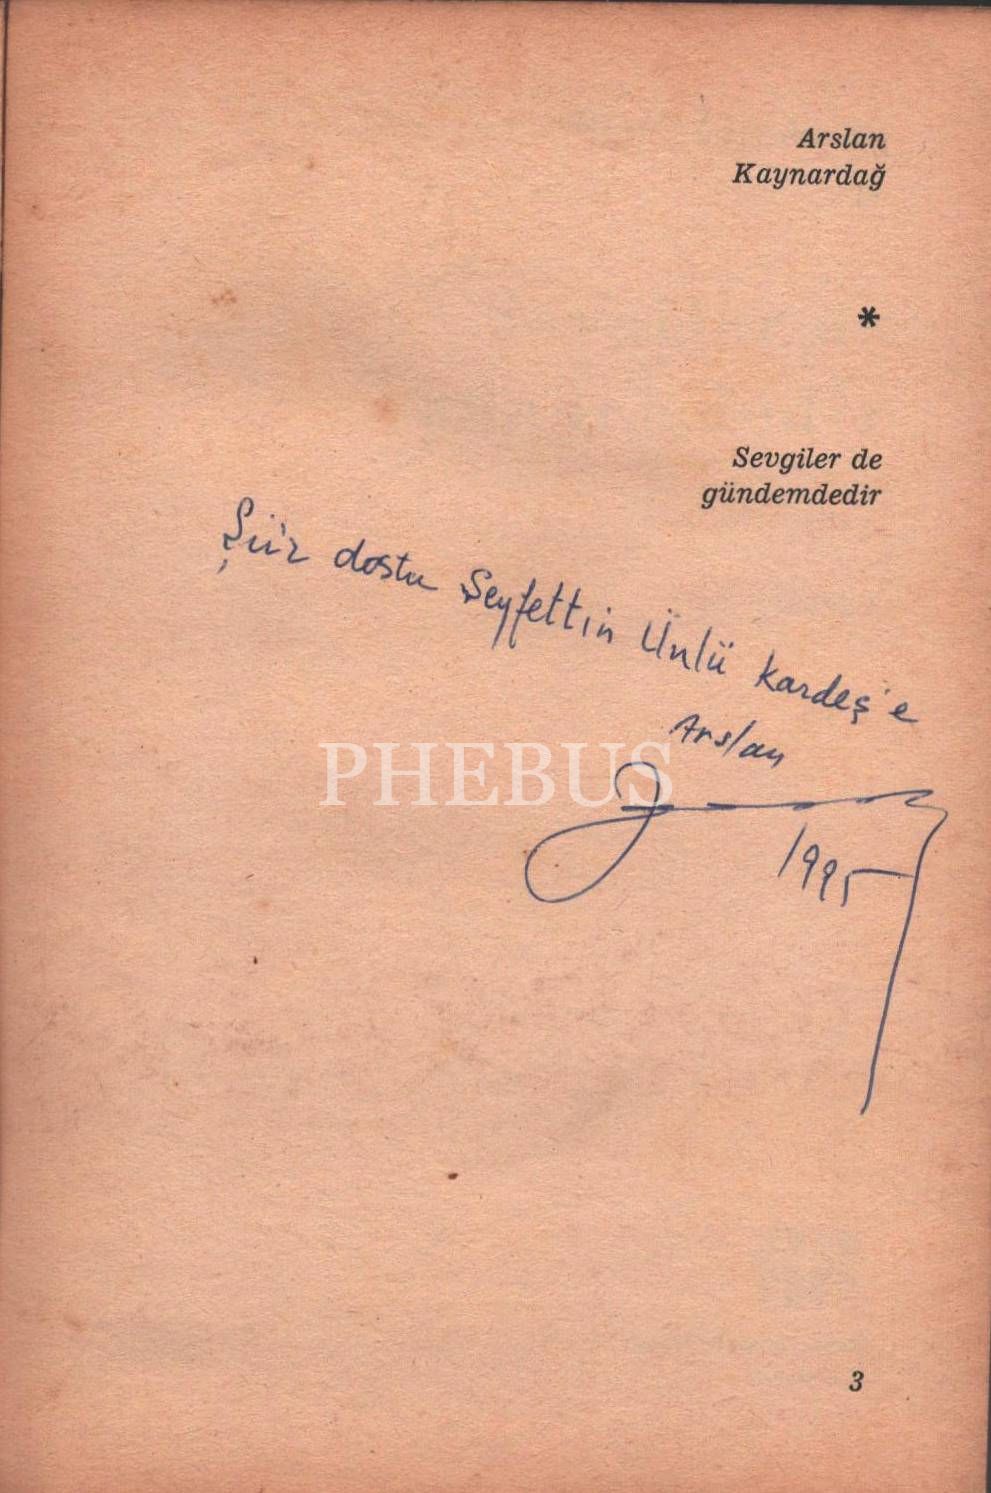 Arslan
Kaynardağ
*
Sevgiler de
gündemdedir
Şiir dostu Seyfettin Ünlü kardeş'e
Arslan
PHEBUS
1995
3